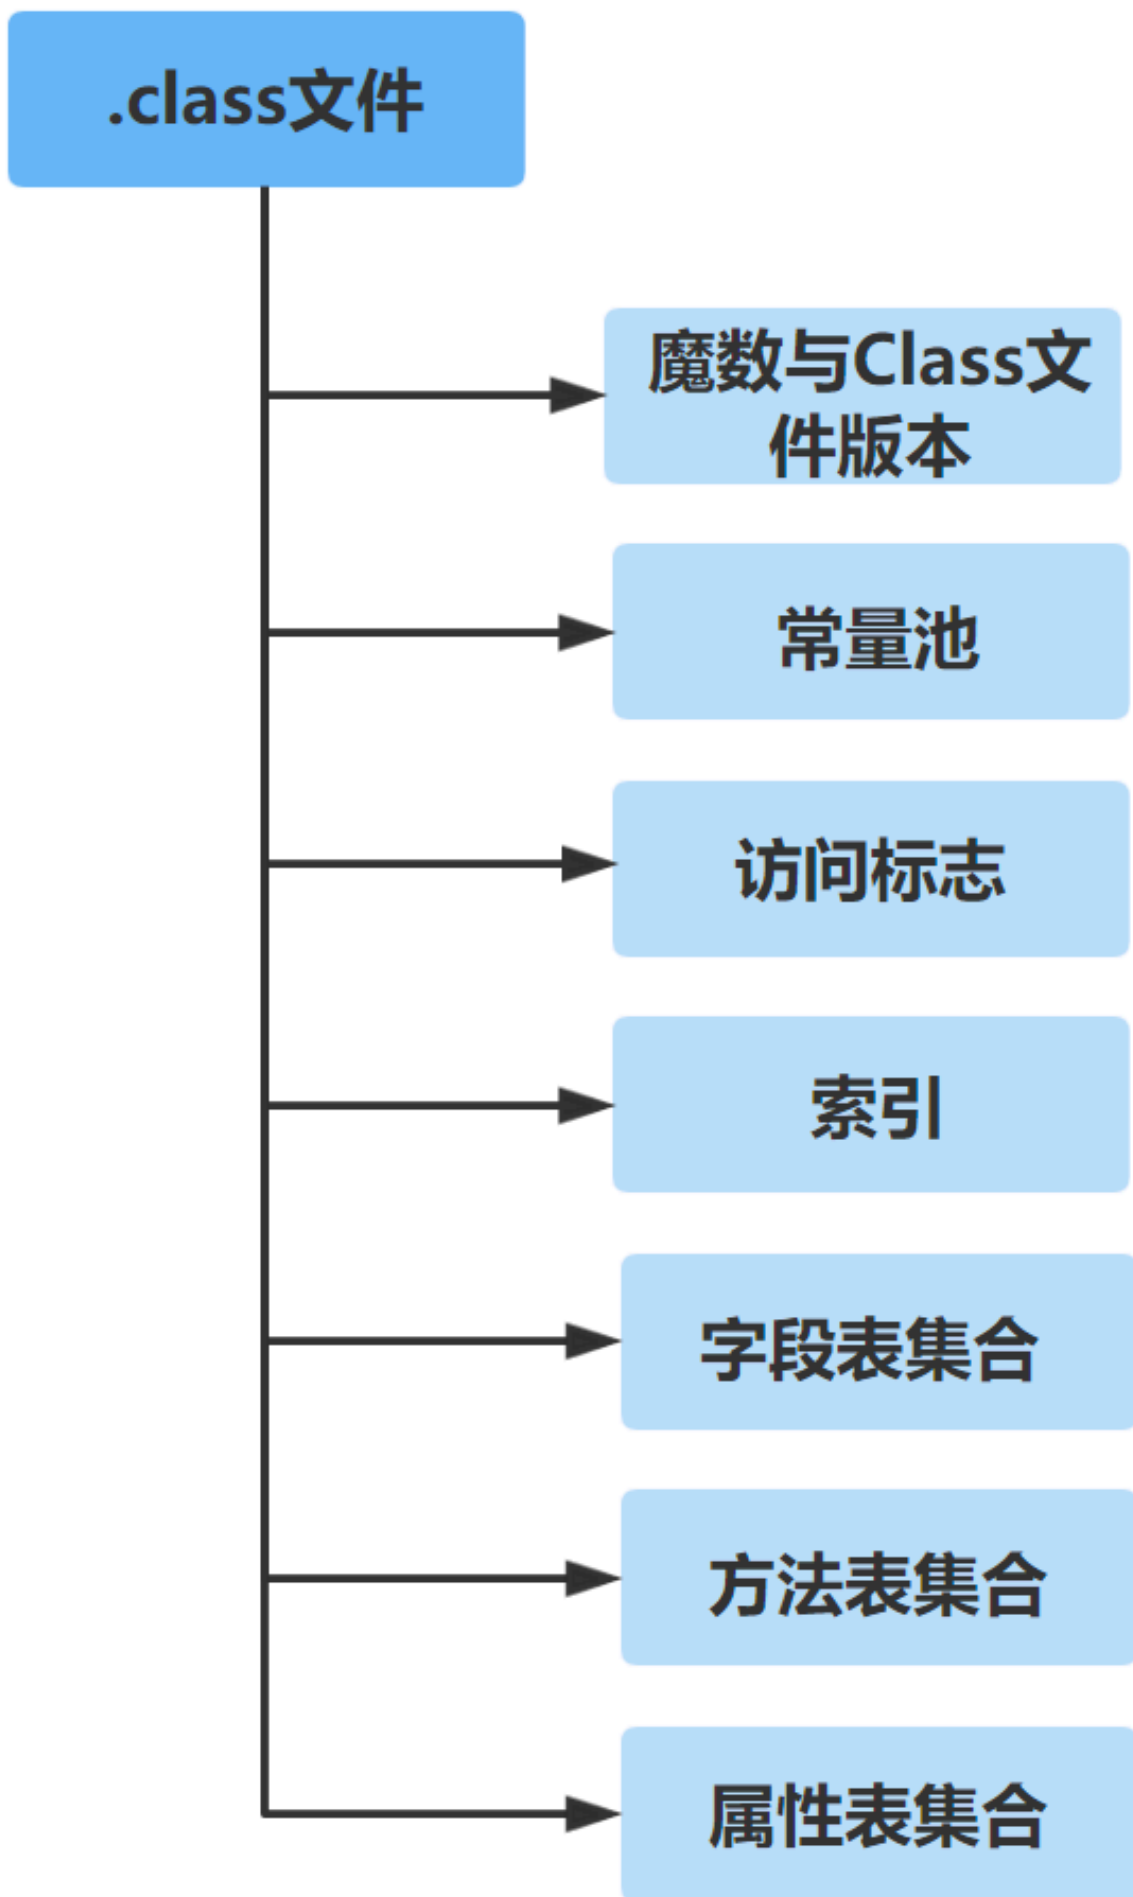 .class文件
魔数与Class文
件版本
常量池
访问标志
索引
字段表集合
方法表集合
属性表集合